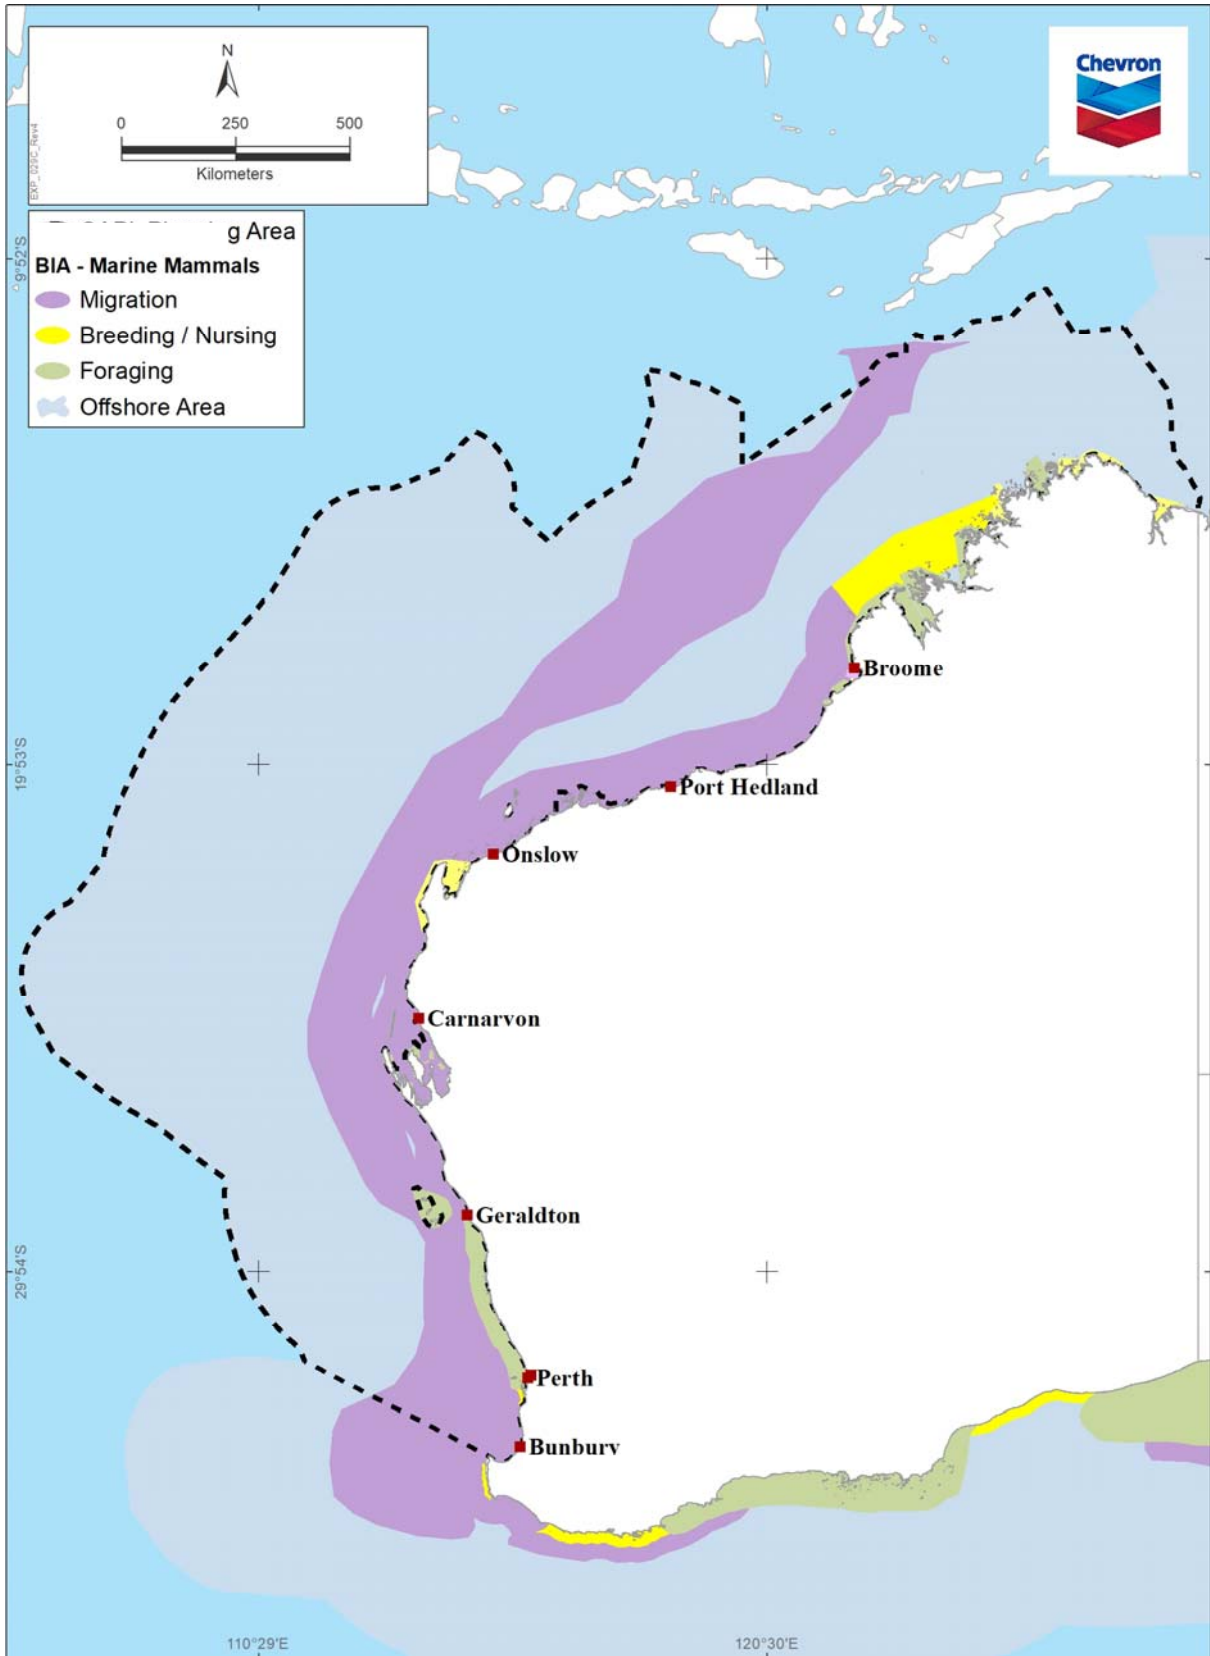 N
0 250 500
Kilometers
EXP_029C_Rev4
Chevron
g Area
BIA - Marine Mammals
Migration
Breeding / Nursing
Foraging
Offshore Area
9°52'S
Broome
19°53'S
Port Hedland
Onslow
Carnarvon
Geraldton
29°54'S
Perth
Bunbury
110°29'E 120°30'E